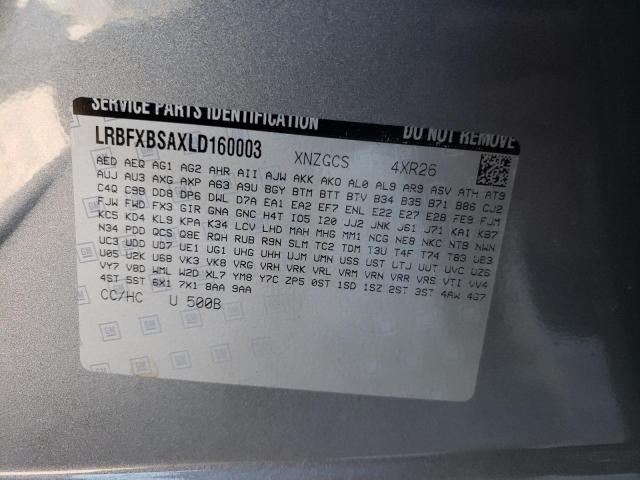 SERVICE PARTS IDENTIFICATION DO NOT REMOVE
LRBFXBSAXLD160003 XNZGCS 4XR26
AED AEQ AG1 AG2 AHR AII AJW AKK AKO AL0 AL9 AR9 ASV ATH AT9
AUJ AU3 AXG AXP A63 A9U BGY BTM BTT BTV B34 B35 B71 B86 CJ2
C4Q C9B DD8 DP6 DWL D7A EA1 EA2 EF7 ENL E22 E27 E28 FE9 FJM
FJW FWD FX3 GIR GNA GNC H4T IO5 I20 JJ2 JNK J61 J71 KA1 KB7
KC5 KD4 KL9 KPA K34 LCV LHD MAH MHG MM1 NCG NE8 NKC NTB NWN
N34 PDD QC5 Q8E RQH RUB R9N SLM TC2 TDM T3U T4F T74 T83 UE3
UC3 UDD UD7 UE1 UG1 UHG UHH UJM UMN USS UST UTJ UUT UVC UZ6
U05 U2K U68 VK3 VK8 VRG VRH VRK VRL VRM VRN VRR VRS VTI VV4
VY7 V8D WML W2D XL7 YM8 Y7C ZP5 0ST 1SD 1SZ 2ST 3ST 4AW 4G7
4ST 5ST 6X1 7X1 8AA 9AA
CC/HC U 500B